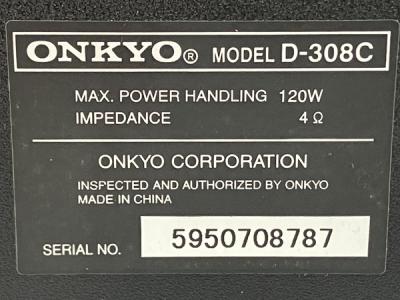 ONKYO® MODEL D-308C
MAX. POWER HANDLING 120W
IMPEDANCE 4 Ω
ONKYO CORPORATION
INSPECTED AND AUTHORIZED BY ONKYO
MADE IN CHINA
SERIAL NO. 5950708787